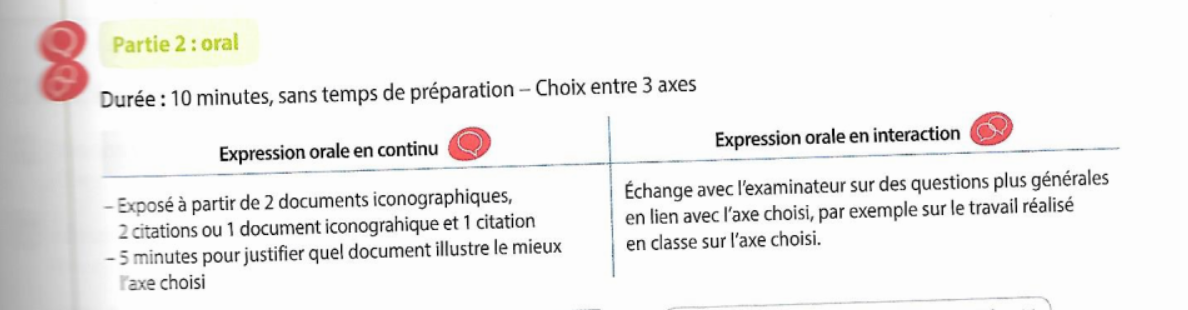 Partie 2 : oral
Durée : 10 minutes, sans temps de préparation – Choix entre 3 axes
Expression orale en continu
– Exposé à partir de 2 documents iconographiques,
2 citations ou 1 document iconograhique et 1 citation
– 5 minutes pour justifier quel document illustre le mieux
l'axe choisi
Expression orale en interaction
Échange avec l'examinateur sur des questions plus générales
en lien avec l'axe choisi, par exemple sur le travail réalisé
en classe sur l'axe choisi.